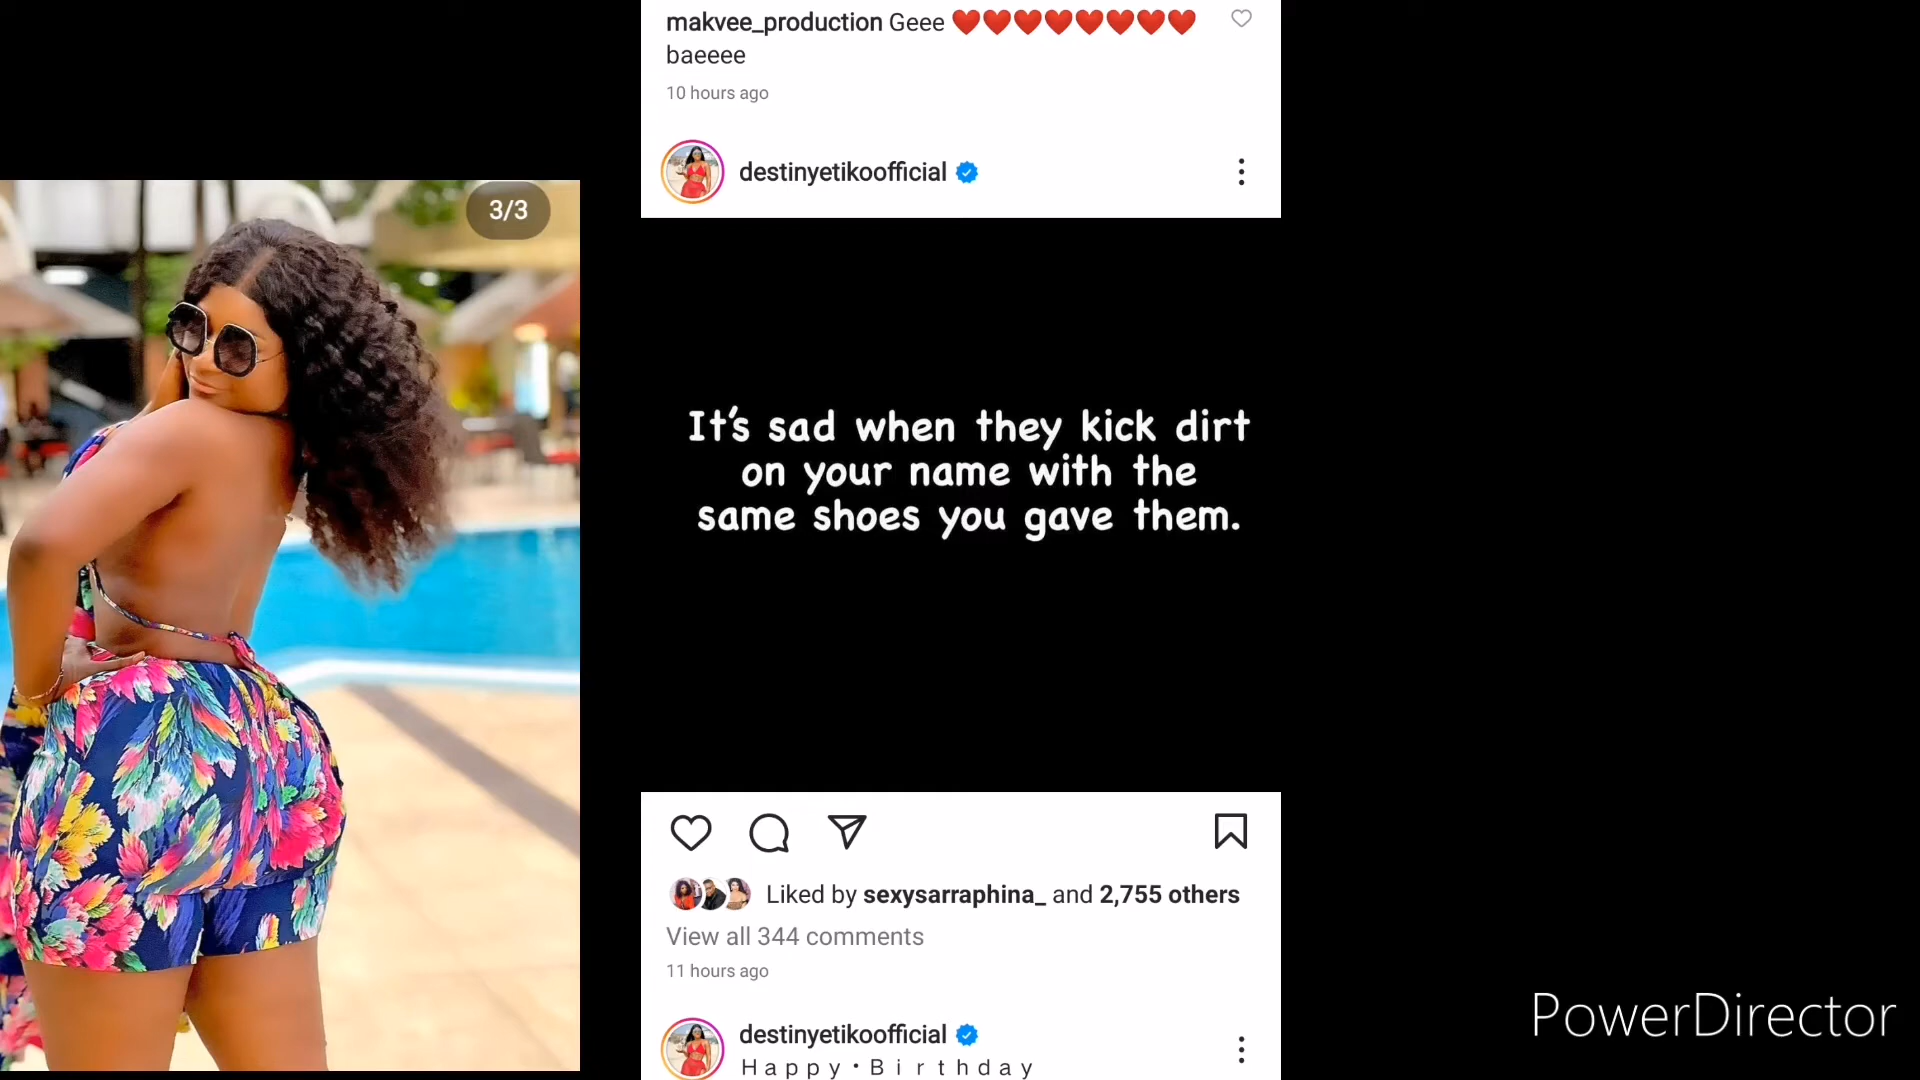 makvee_production Geee ❤️❤️❤️❤️❤️❤️❤️❤️
baeeee
10 hours ago
destinyetikoofficial
3/3
It's sad when they kick dirt
on your name with the
same shoes you gave them.
Liked by sexysarraphina_ and 2,755 others
View all 344 comments
11 hours ago
destinyetikoofficial
Happy•Birthday
PowerDirector